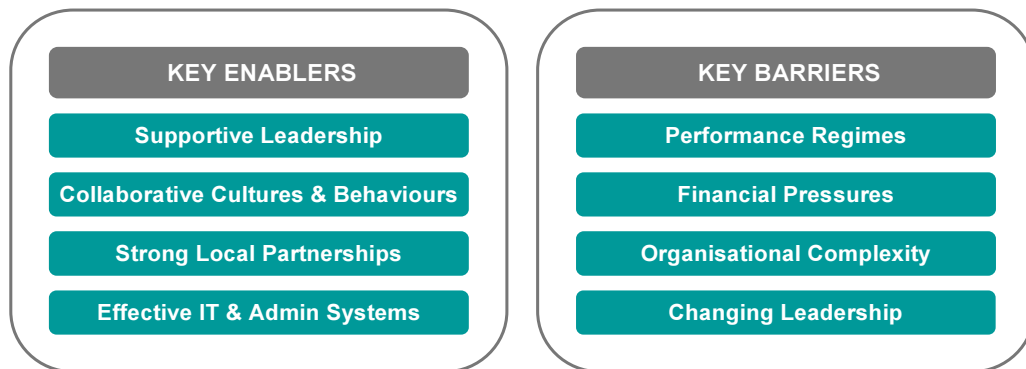 KEY ENABLERS
Supportive Leadership
Collaborative Cultures & Behaviours
Strong Local Partnerships
Effective IT & Admin Systems
KEY BARRIERS
Performance Regimes
Financial Pressures
Organisational Complexity
Changing Leadership